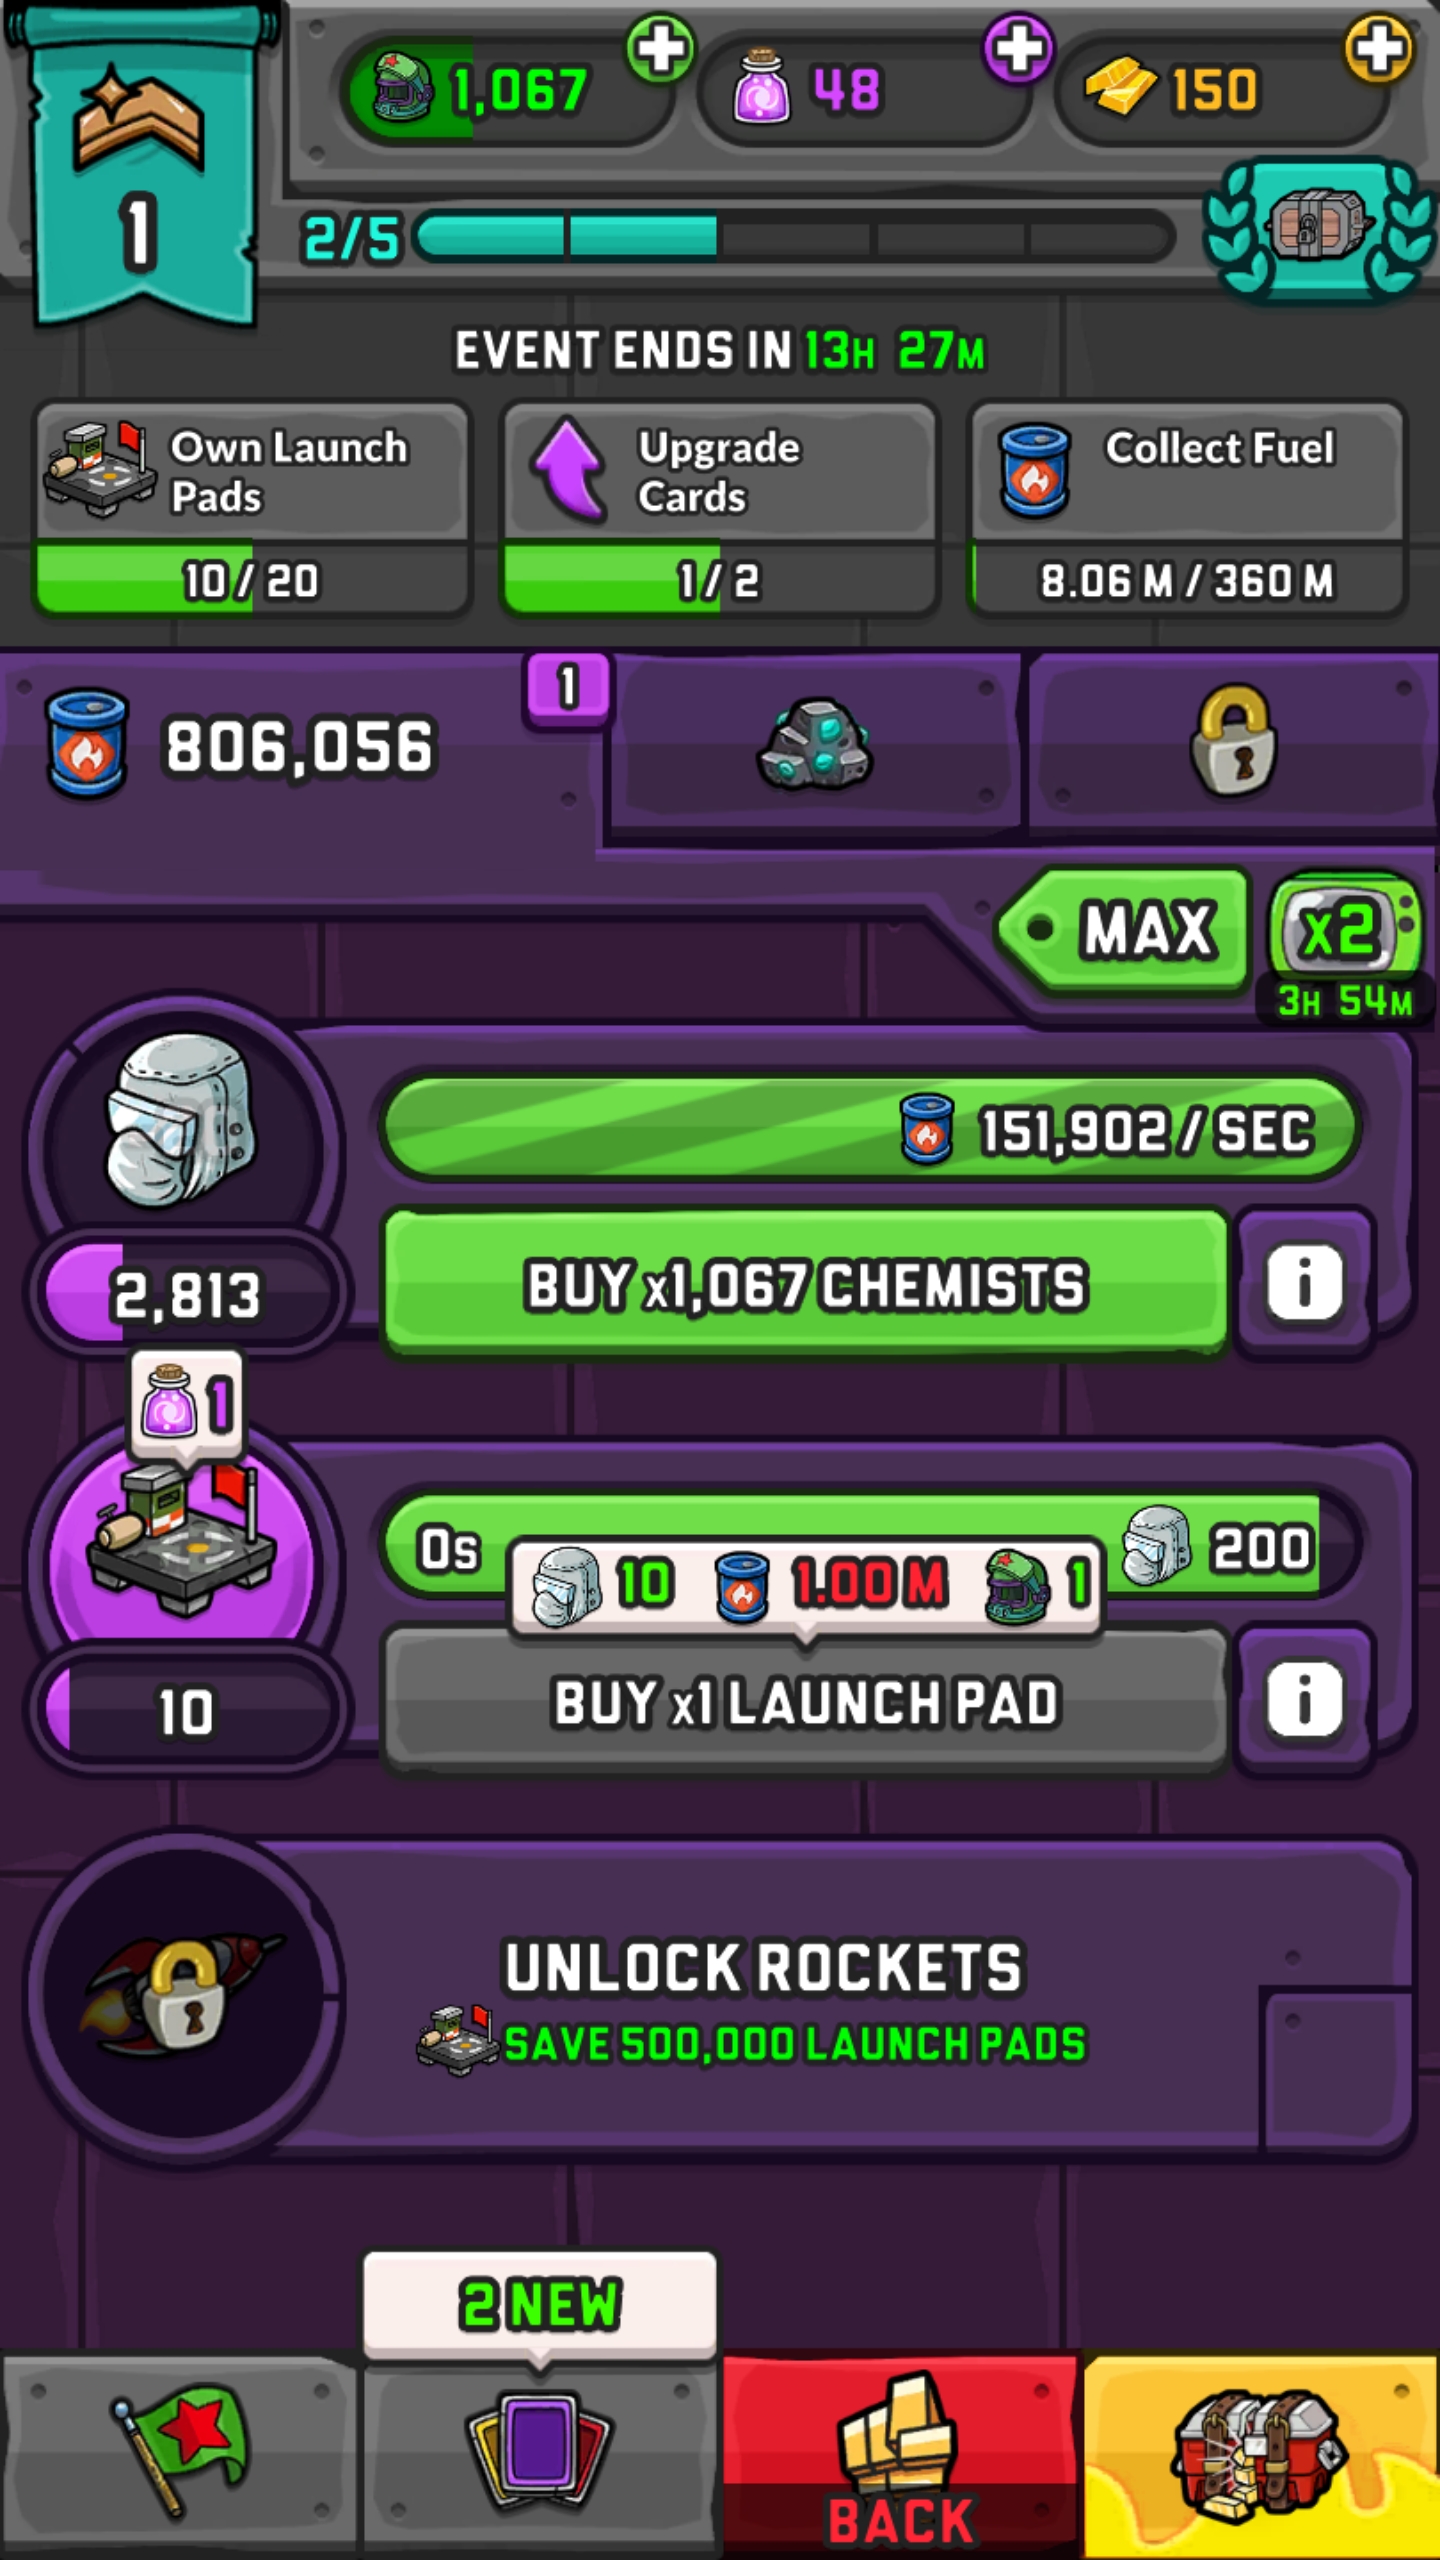 1,067
48
150
1
2/5
EVENT ENDS IN 13H 27M
Own Launch
Pads
Upgrade
Cards
Collect Fuel
10 / 20
1 / 2
8.06 M / 360 M
806,056
1
MAX
x2
3H 54M
151,902 / SEC
2,813
BUY x1,067 CHEMISTS
1
0s
200
10
1.00 M
1
10
BUY x1 LAUNCH PAD
UNLOCK ROCKETS
SAVE 500,000 LAUNCH PADS
2 NEW
BACK